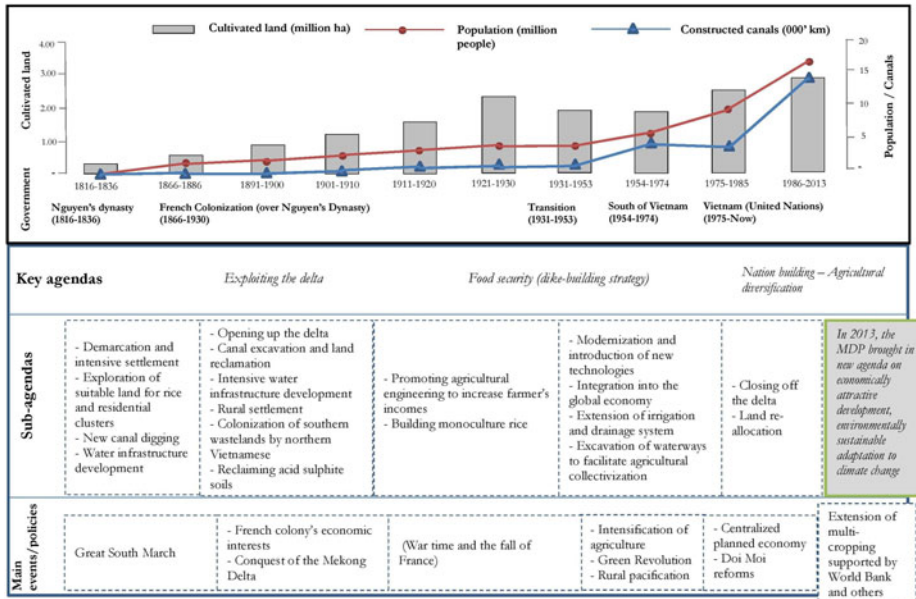 Cultivated land (million ha)
Population (million
people)
Constructed canals (000' km)
Cultivated land
4.00
3.00
2.00
1.00
-
20
15
10
5
-
Population / Canals
Government
1816-1836
1866-1886
1891-1900
1901-1910
1911-1920
1921-1930
1931-1953
1954-1974
1975-1985
1986-2013
Nguyen's dynasty
(1816-1836)
French Colonization (over Nguyen's Dynasty)
(1866-1930)
Transition
(1931-1953)
South of Vietnam
(1954-1974)
Vietnam (United Nations)
(1975-Now)
Key agendas
Exploiting the delta
Food security (dike-building strategy)
Nation building – Agricultural
diversification
Sub-agendas
- Demarcation and
intensive settlement
- Exploration of
suitable land for rice
and residential
clusters
- New canal digging
- Water infrastructure
development
- Opening up the delta
- Canal excavation and land
reclamation
- Intensive water
infrastructure development
- Rural settlement
- Colonization of southern
wastelands by northern
Vietnamese
- Reclaiming acid sulphite
soils
- Promoting agricultural
engineering to increase farmer's
incomes
- Building monoculture rice
- Modernization and
introduction of new
technologies
- Integration into the
global economy
- Extension of irrigation
and drainage system
- Excavation of waterways
to facilitate agricultural
collectivization
- Closing off
the delta
- Land re-
allocation
In 2013, the
MDP brought in
new agenda on
economically
attractive
development,
environmentally
sustainable
adaptation to
climate change
Main
events/policies
Great South March
- French colony's economic
interests
- Conquest of the Mekong
Delta
(War time and the fall of
France)
- Intensification of
agriculture
- Green Revolution
- Rural pacification
- Centralized
planned economy
- Doi Moi
reforms
Extension of
multi-
cropping
supported by
World Bank
and others